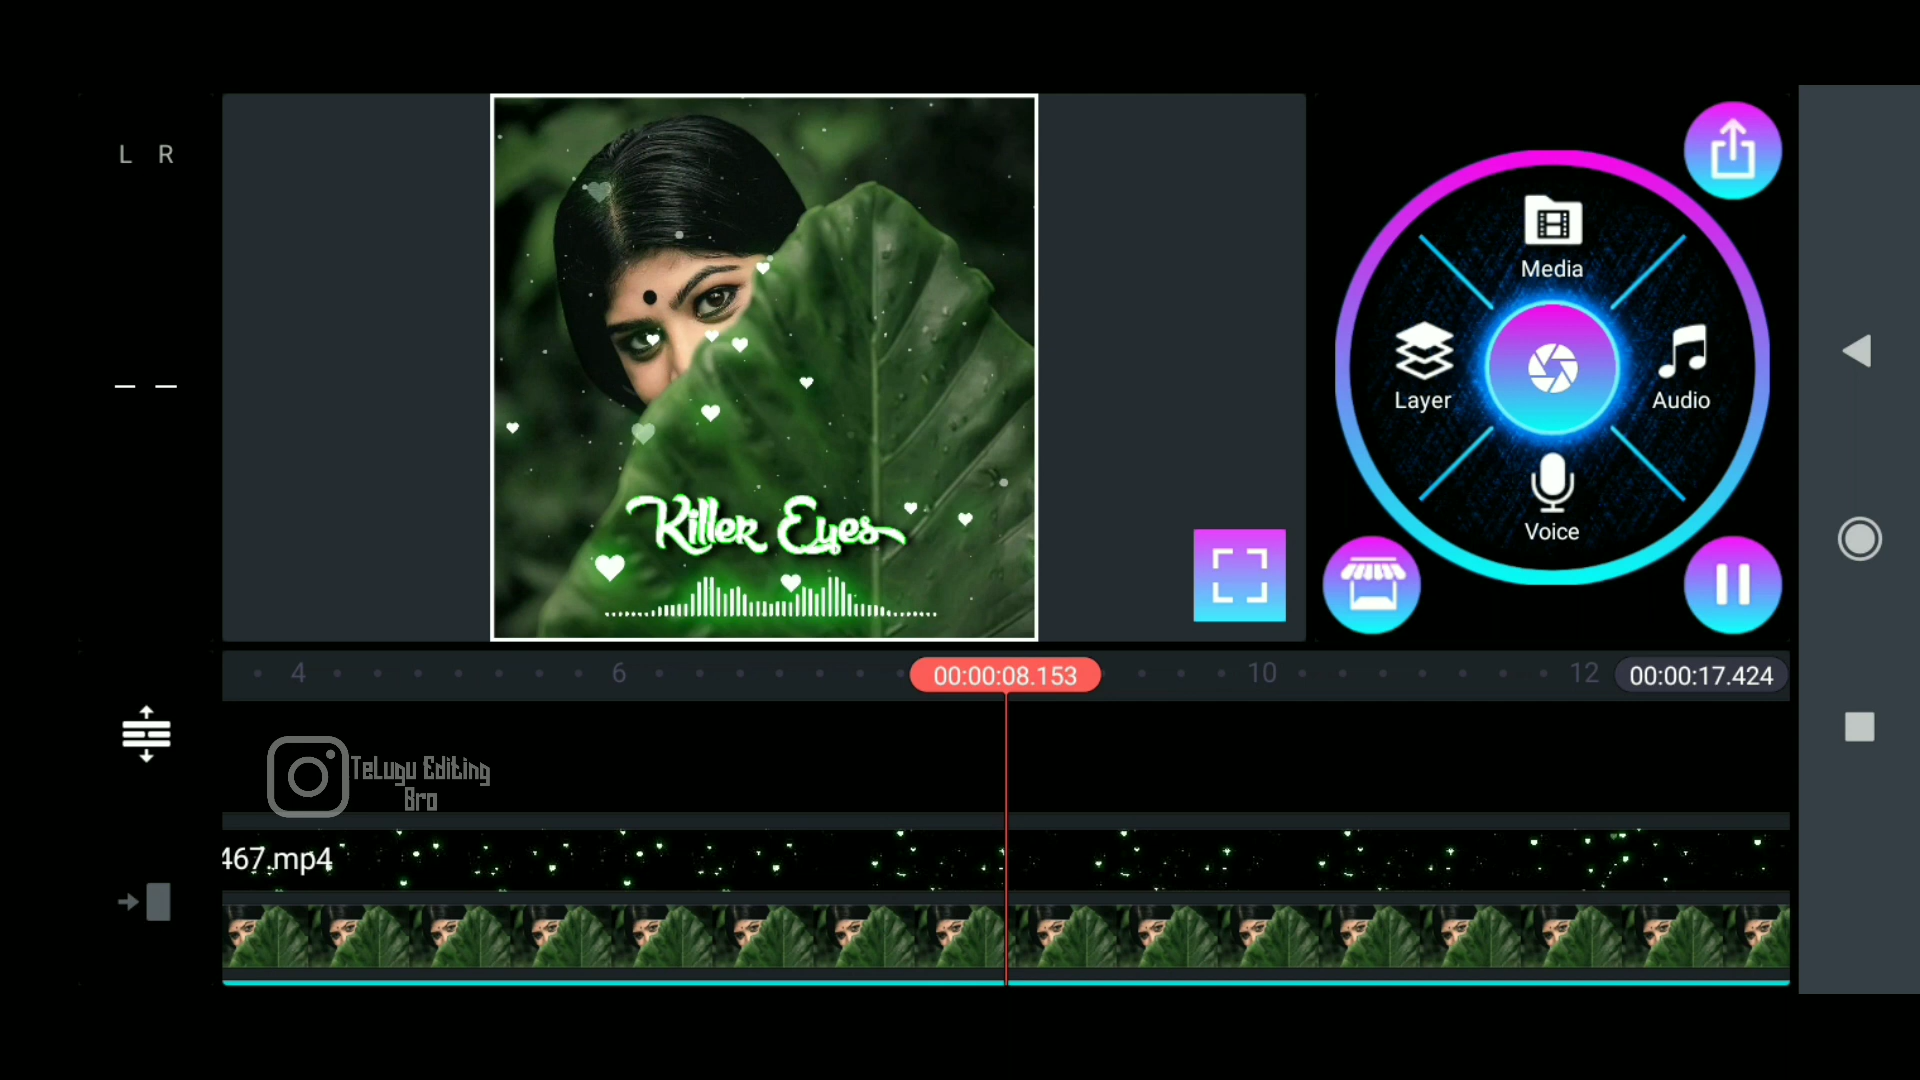 L R
Media
Layer
Audio
Voice
Killer Eyes
4
6
00:00:08.153
10
12
00:00:17.424
Telugu Editing
Bro
467.mp4